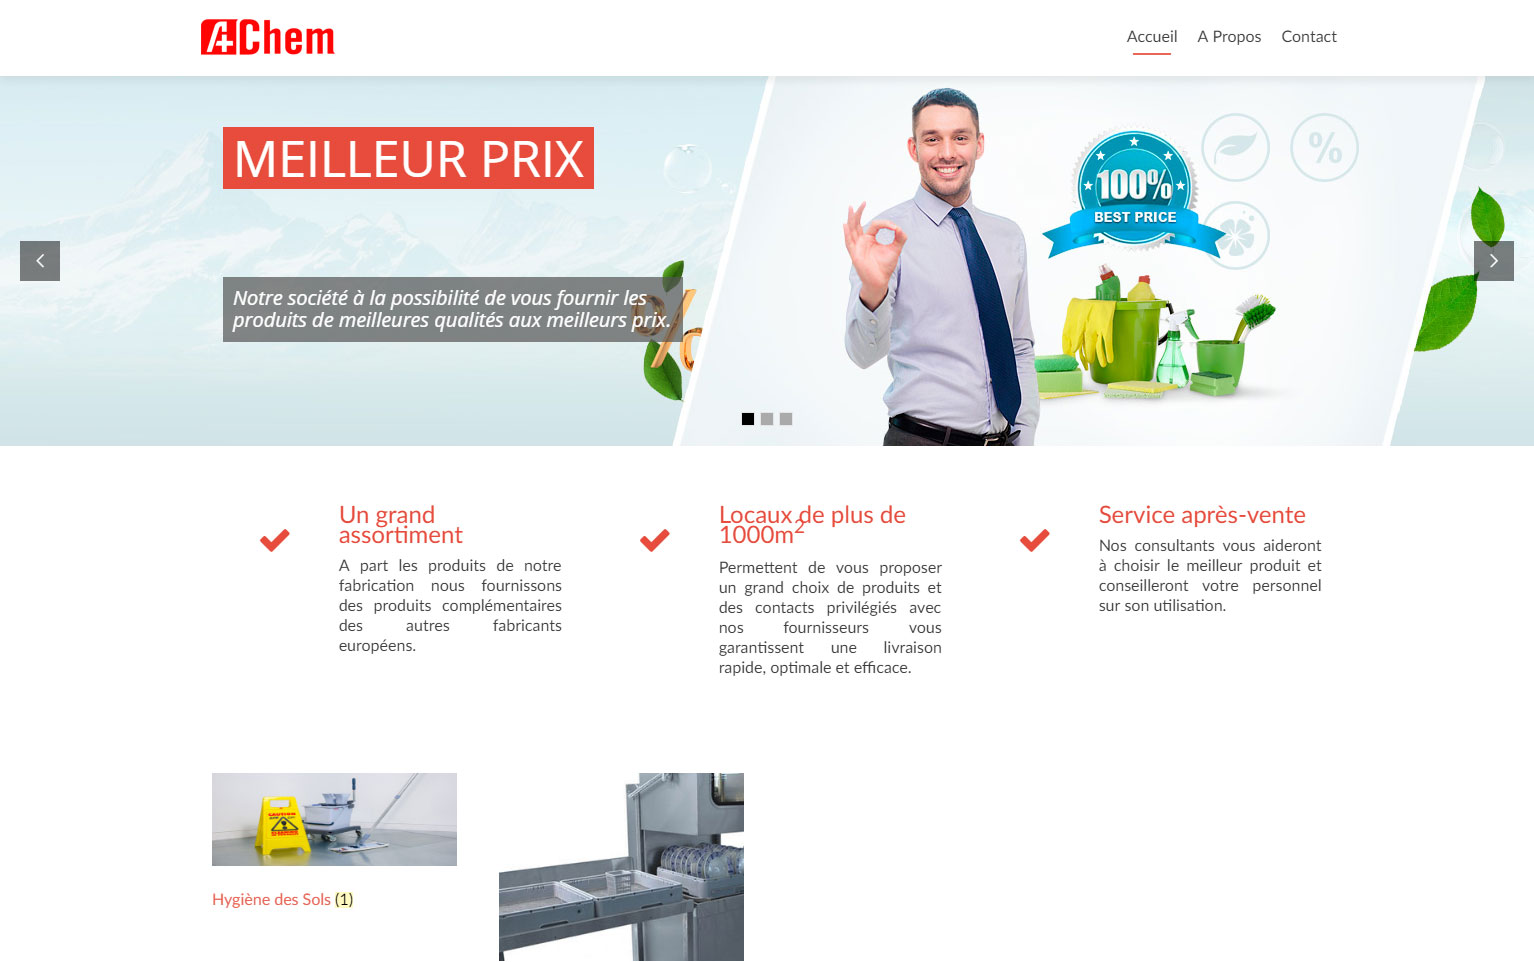 A+Chem
Accueil A Propos Contact
MEILLEUR PRIX
Notre société à la possibilité de vous fournir les
produits de meilleures qualités aux meilleurs prix.
%
100%
BEST PRICE
%
Un grand
assortiment
A part les produits de notre
fabrication nous fournissons
des produits complémentaires
des autres fabricants
européens.
Locaux de plus de
1000m²
Permettent de vous proposer
un grand choix de produits et
des contacts privilégiés avec
nos fournisseurs vous
garantissent une livraison
rapide, optimale et efficace.
Service après-vente
Nos consultants vous aideront
à choisir le meilleur produit et
conseilleront votre personnel
sur son utilisation.
CAUTION
Hygiène des Sols (1)